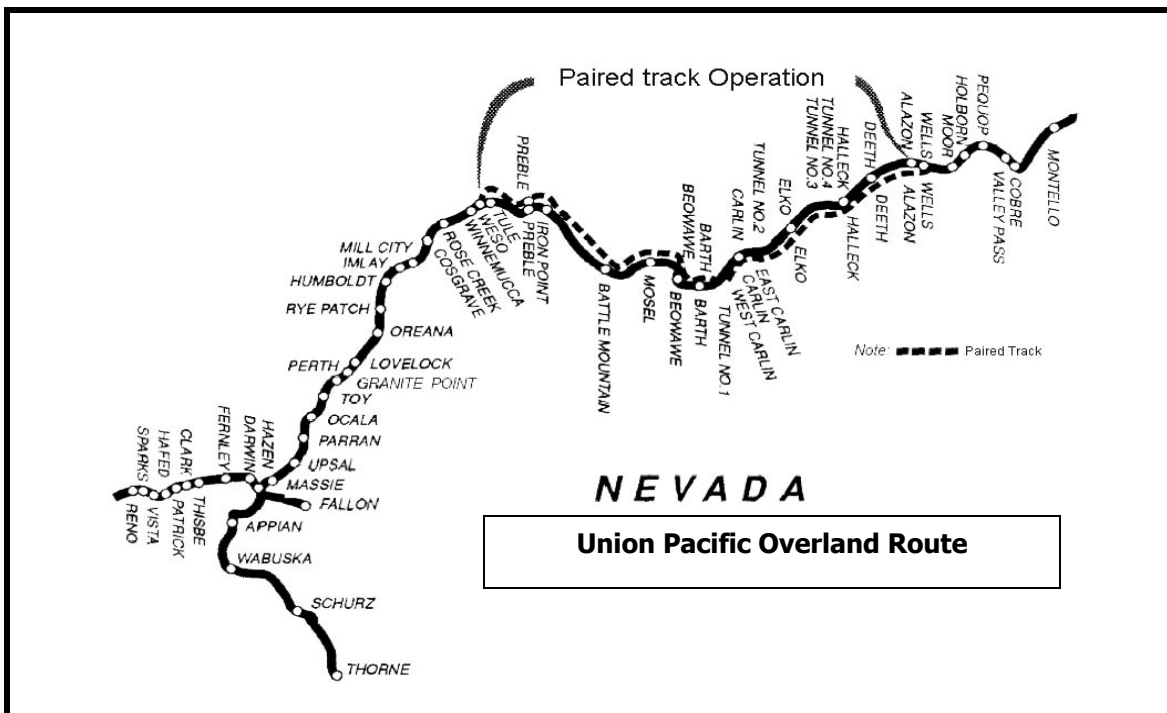 Paired track Operation
MONTELLO
PEQUOP
HOLBORN
MOOR
COBRE
VALLEY PASS
WELLS
ALAZON
WELLS
ALAZON
DEETH
DEETH
HALLECK
TUNNEL NO.4
TUNNEL NO.3
HALLECK
ELKO
ELKO
TUNNEL NO.2
CARLIN
EAST CARLIN
CARLIN
WEST CARLIN
TUNNEL NO.1
BARTH
BARTH
BEOWAWE
BEOWAWE
MOSEL
BATTLE MOUNTAIN
IRON POINT
PREBLE
PREBLE
TULE
WESO
WINNEMUCCA
ROSE CREEK
COSGRAVE
MILL CITY
IMLAY
HUMBOLDT
RYE PATCH
OREANA
Note:
Paired Track
PERTH
LOVELOCK
GRANITE POINT
TOY
OCALA
PARRAN
UPSAL
MASSIE
HAZEN
DARWIN
FERNLEY
CLARK
HAFED
SPARKS
RENO
VISTA
PATRICK
THISBE
FALLON
APPIAN
WABUSKA
SCHURZ
THORNE
NEVADA
Union Pacific Overland Route